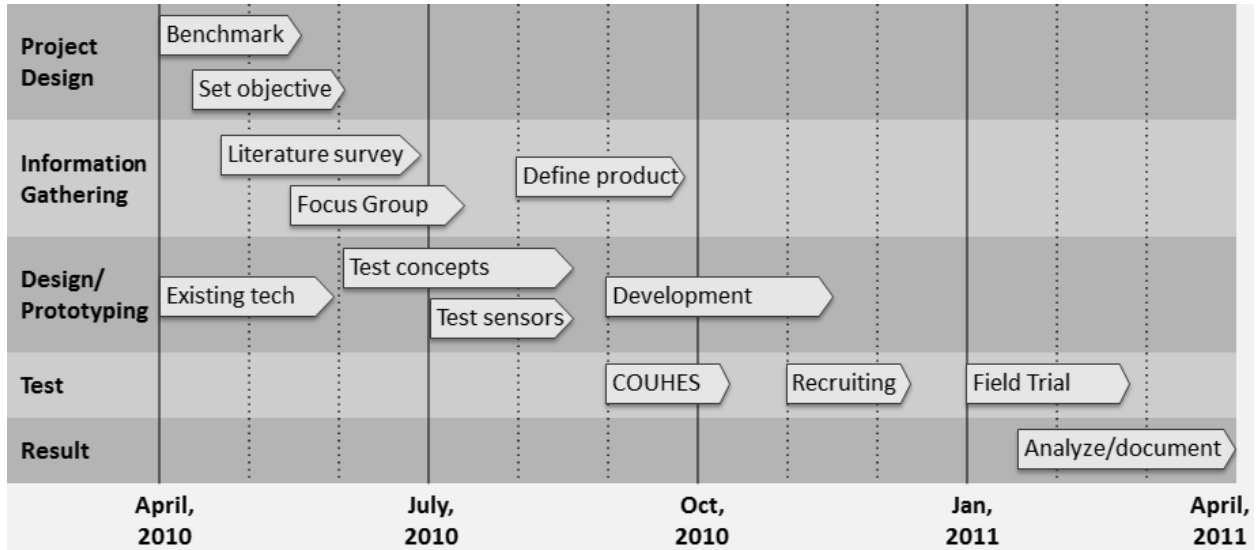 Project
Design
Benchmark
Set objective
Information
Gathering
Literature survey
Focus Group
Define product
Design/
Prototyping
Existing tech
Test concepts
Test sensors
Development
Test
COUHES
Recruiting
Field Trial
Result
Analyze/document
April,
2010
July,
2010
Oct,
2010
Jan,
2011
April,
2011